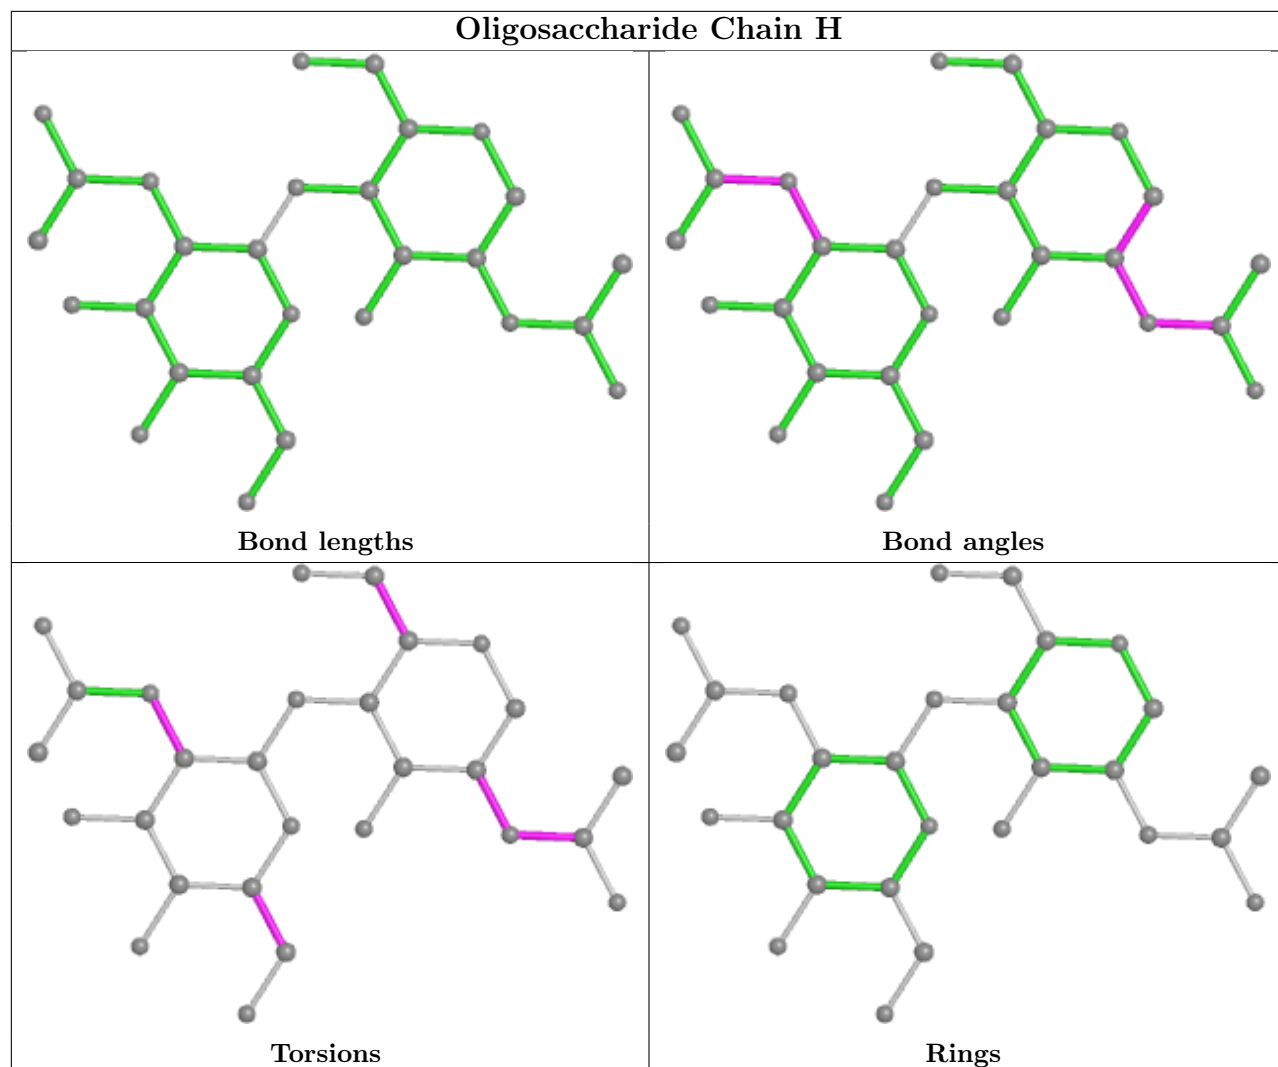 Oligosaccharide Chain H
Bond lengths
Bond angles
Torsions
Rings